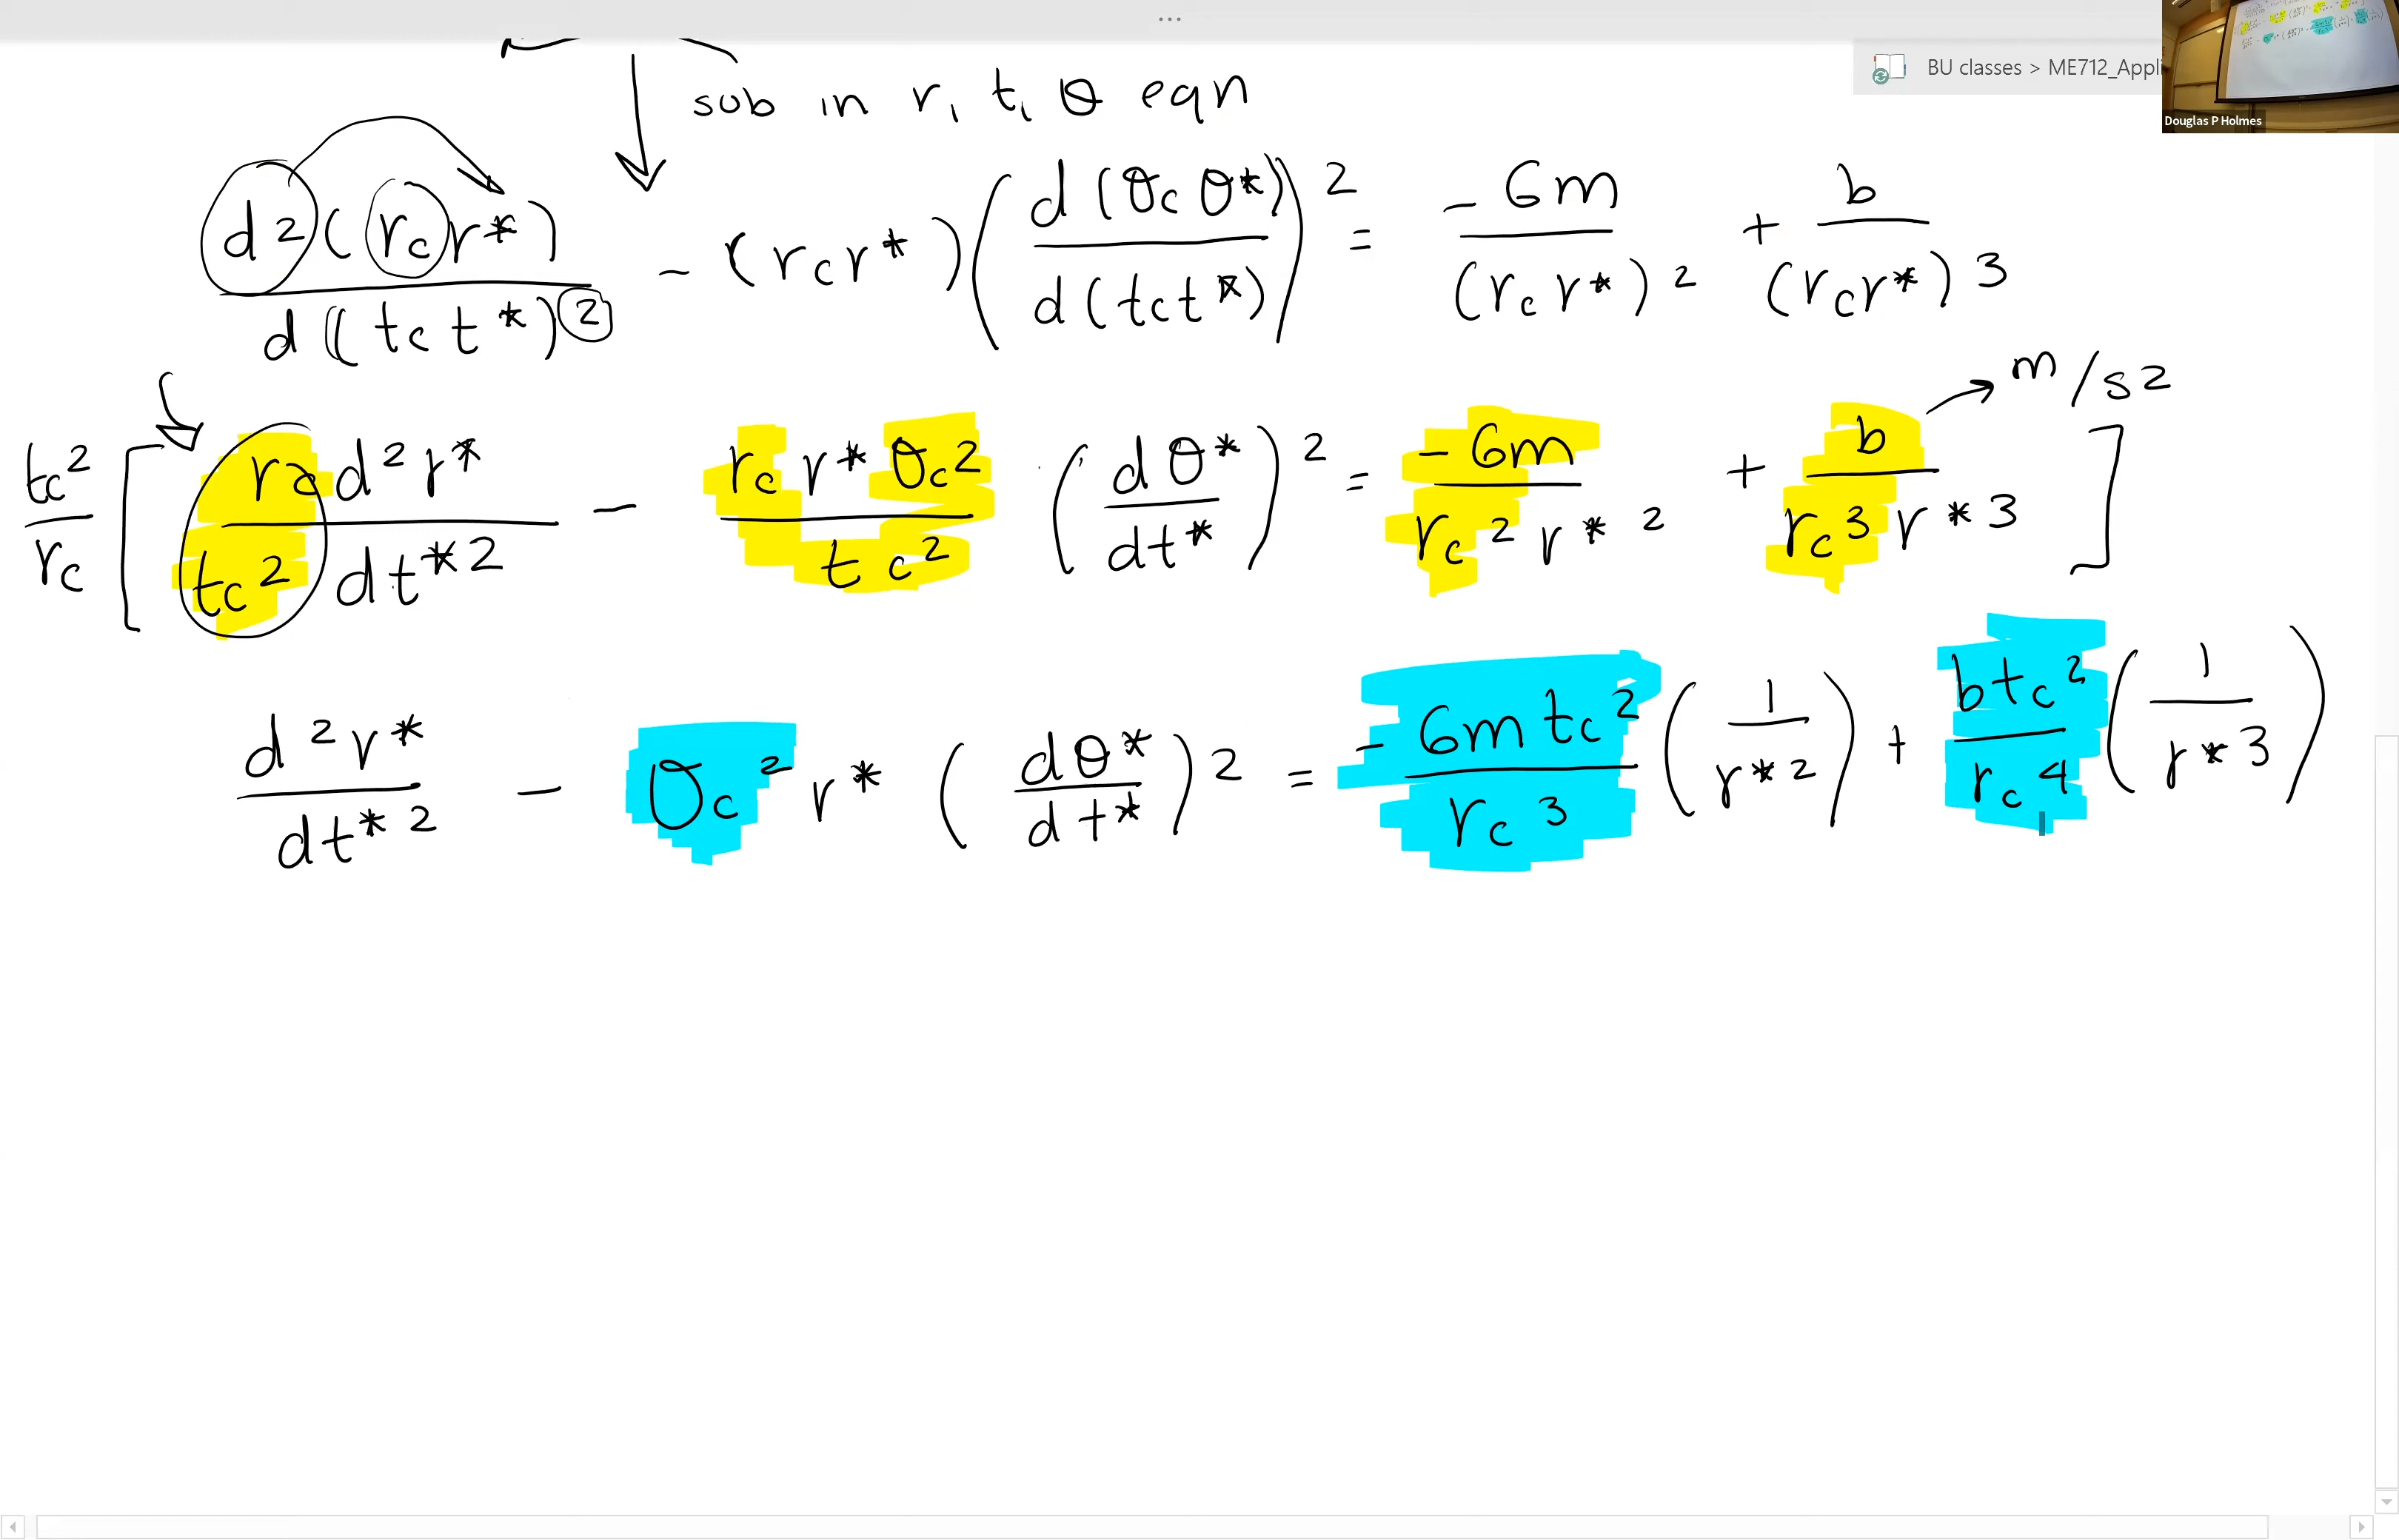 BU classes > ME712_Appli
Douglas P Holmes
sub in r, t, θ eqn
d²(r_c r*) / d(t_c t*)² - (r_c r*) (d(θ_c θ*) / d(t_c t*))² = -Gm / (r_c r*)² + b / (r_c r*)³
m/s²
t_c²/r_c [ r_c d²r* / t_c² dt*² - r_c r* θ_c² / t_c² (dθ*/dt*)² = -Gm / r_c² r*² + b / r_c³ r*³ ]
d²r*/dt*² - θ_c² r* (dθ*/dt*)² = - Gm t_c² / r_c³ (1/r*²) + b t_c² / r_c⁴ (1/r*³)